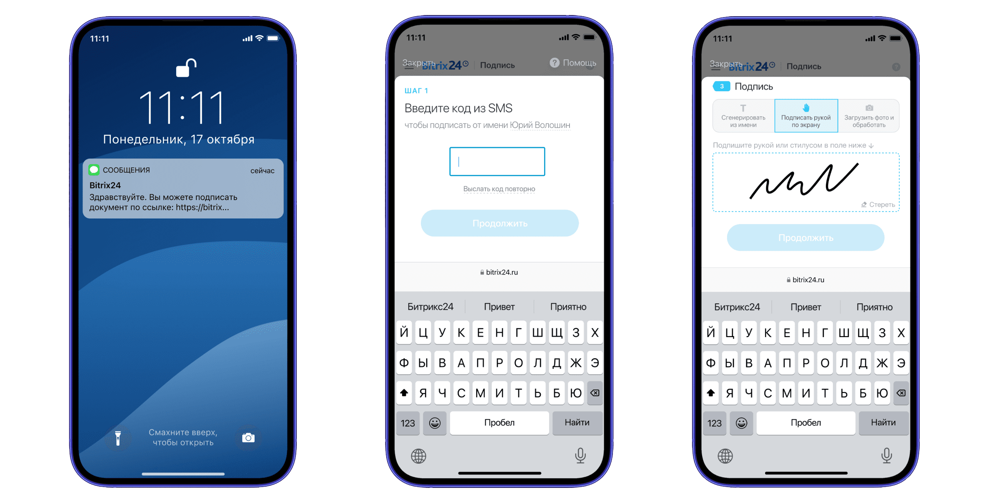 11:11
11:11
Понедельник, 17 октября
СООБЩЕНИЯ
сейчас
Bitrix24
Здравствуйте. Вы можете подписать
документ по ссылке: https://bitrix...
Смахните вверх,
чтобы открыть
11:11
Закрыть
Bitrix24
Подпись
? Помощь
ШАГ 1
Введите код из SMS
чтобы подписать от имени Юрий Волошин
Выслать код повторно
Продолжить
bitrix24.ru
Битрикс24 Привет Приятно
Й Ц У К Е Н Г Ш Щ З Х
Ф Ы В А П Р О Л Д Ж Э
Я Ч С М И Т Ь Б Ю
123 Пробел Найти
11:11
Закрыть
Bitrix24
Подпись
?
3 Подпись
Сгенерировать
из имени
Подписать рукой
по экрану
Загрузить фото и
обработать
Подпишите рукой или стилусом в поле ниже ↓
Стереть
Продолжить
bitrix24.ru
Битрикс24 Привет Приятно
Й Ц У К Е Н Г Ш Щ З Х
Ф Ы В А П Р О Л Д Ж Э
Я Ч С М И Т Ь Б Ю
123 Пробел Найти